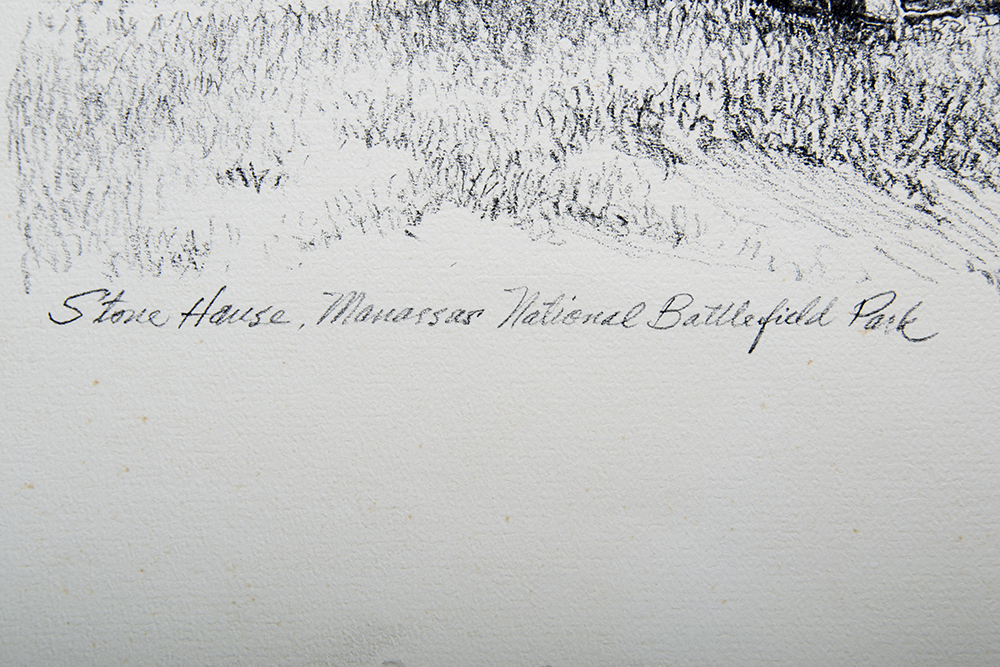 Stone House, Manassas National Battlefield Park